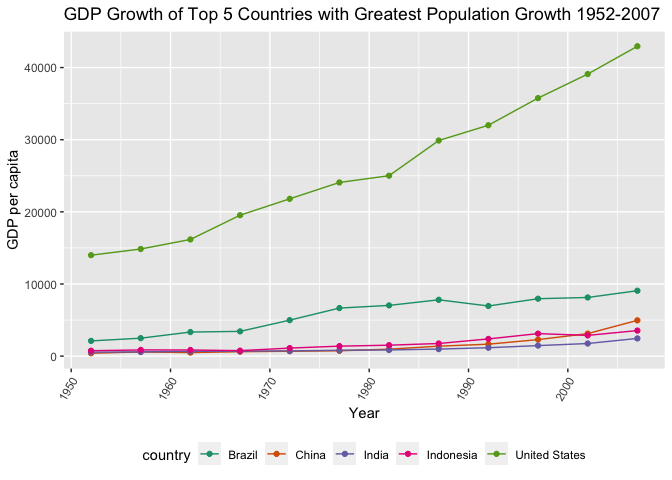 GDP Growth of Top 5 Countries with Greatest Population Growth 1952-2007
GDP per capita
40000
30000
20000
10000
0
1950
1960
1970
1980
1990
2000
Year
country Brazil China India Indonesia United States